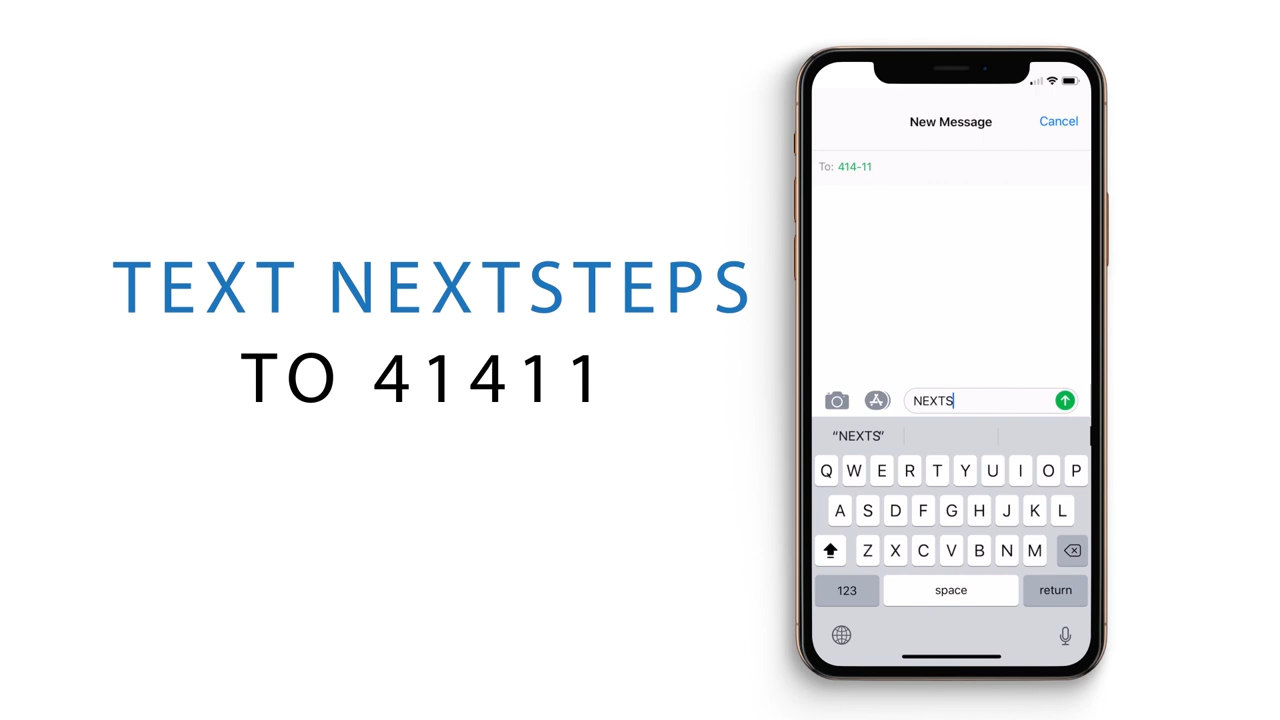 TEXT NEXTSTEPS
TO 41411
New Message
Cancel
To: 414-11
NEXTS
“NEXTS”
Q W E R T Y U I O P
A S D F G H J K L
Z X C V B N M
123 space return